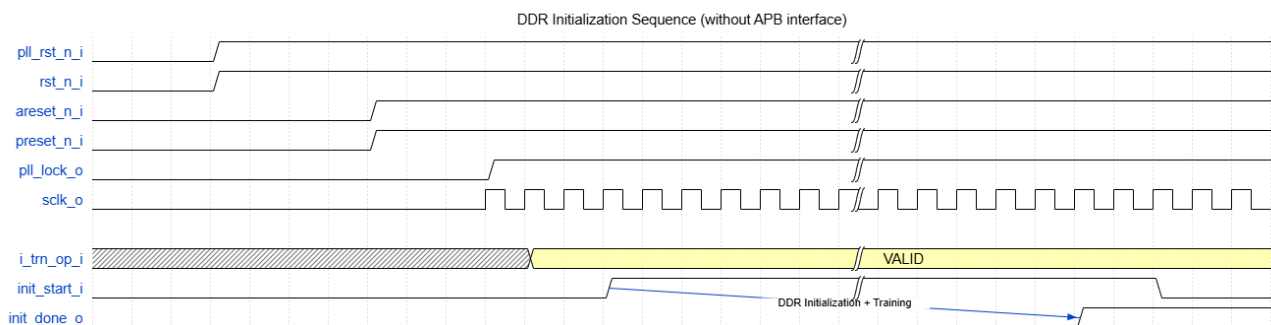 DDR Initialization Sequence (without APB interface)
pll_rst_n_i
rst_n_i
areset_n_i
preset_n_i
pll_lock_o
sclk_o
i_trn_op_i
VALID
init_start_i
DDR Initialization + Training
init_done_o